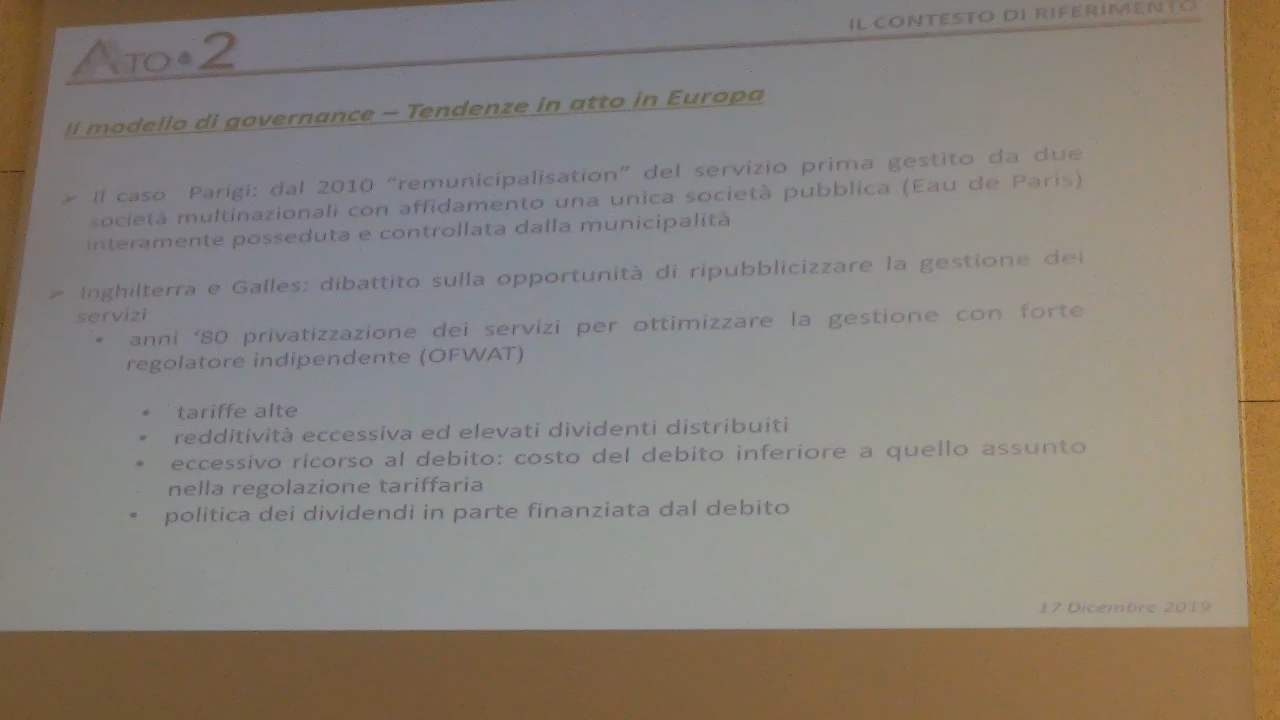 IL CONTESTO DI RIFERIMENTO
ATO•2
Il modello di governance – Tendenze in atto in Europa
➢ Il caso Parigi: dal 2010 “remunicipalisation” del servizio prima gestito da due
società multinazionali con affidamento una unica società pubblica (Eau de Paris)
interamente posseduta e controllata dalla municipalità
➢ Inghilterra e Galles: dibattito sulla opportunità di ripubblicizzare la gestione dei
servizi
• anni ‘80 privatizzazione dei servizi per ottimizzare la gestione con forte
regolatore indipendente (OFWAT)
• tariffe alte
• redditività eccessiva ed elevati dividenti distribuiti
• eccessivo ricorso al debito: costo del debito inferiore a quello assunto
nella regolazione tariffaria
• politica dei dividendi in parte finanziata dal debito
17 Dicembre 2019